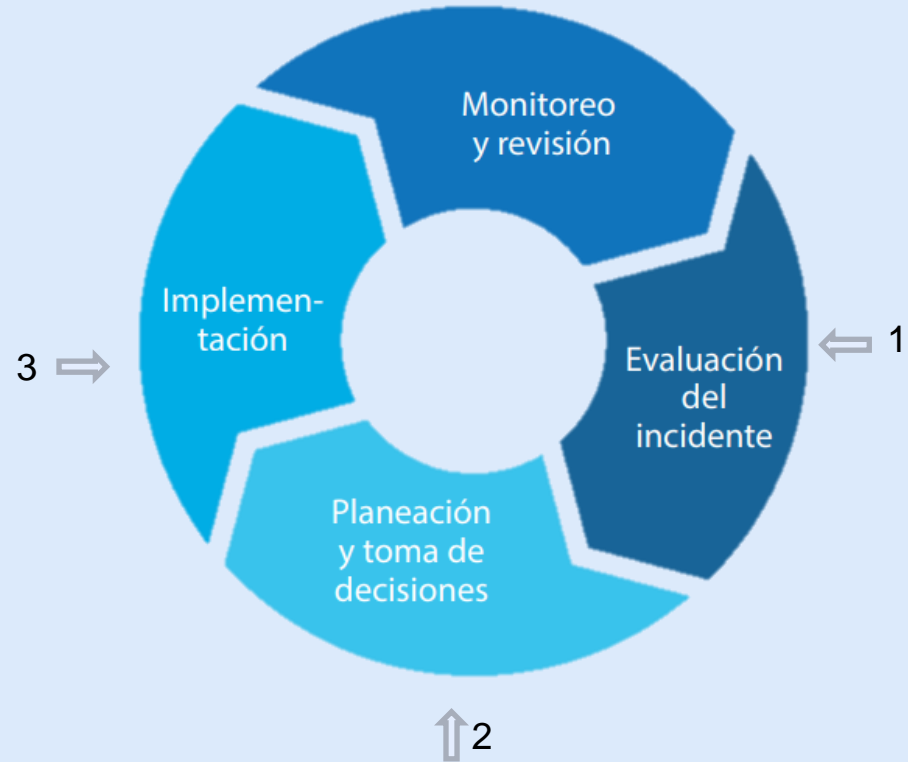 Monitoreo
y revisión
Implemen-
tación
3
Evaluación
del
incidente
1
Planeación
y toma de
decisiones
2